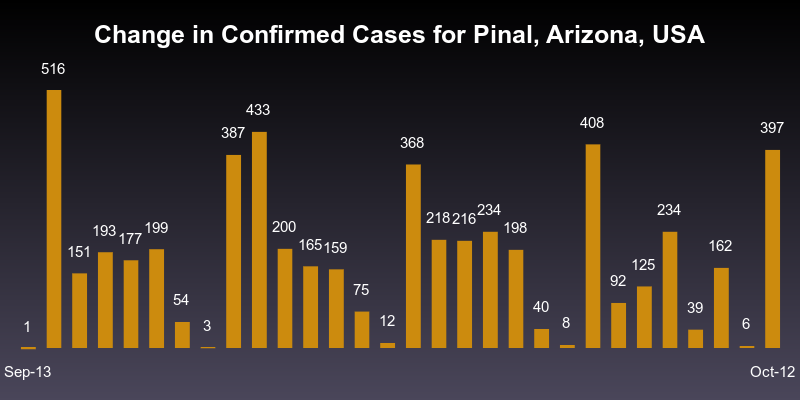 Change in Confirmed Cases for Pinal, Arizona, USA
1 516 151 193 177 199 54 3 387 433 200 165 159 75 12 368 218 216 234 198 40 8 408 92 125 234 39 162 6 397
Sep-13 Oct-12